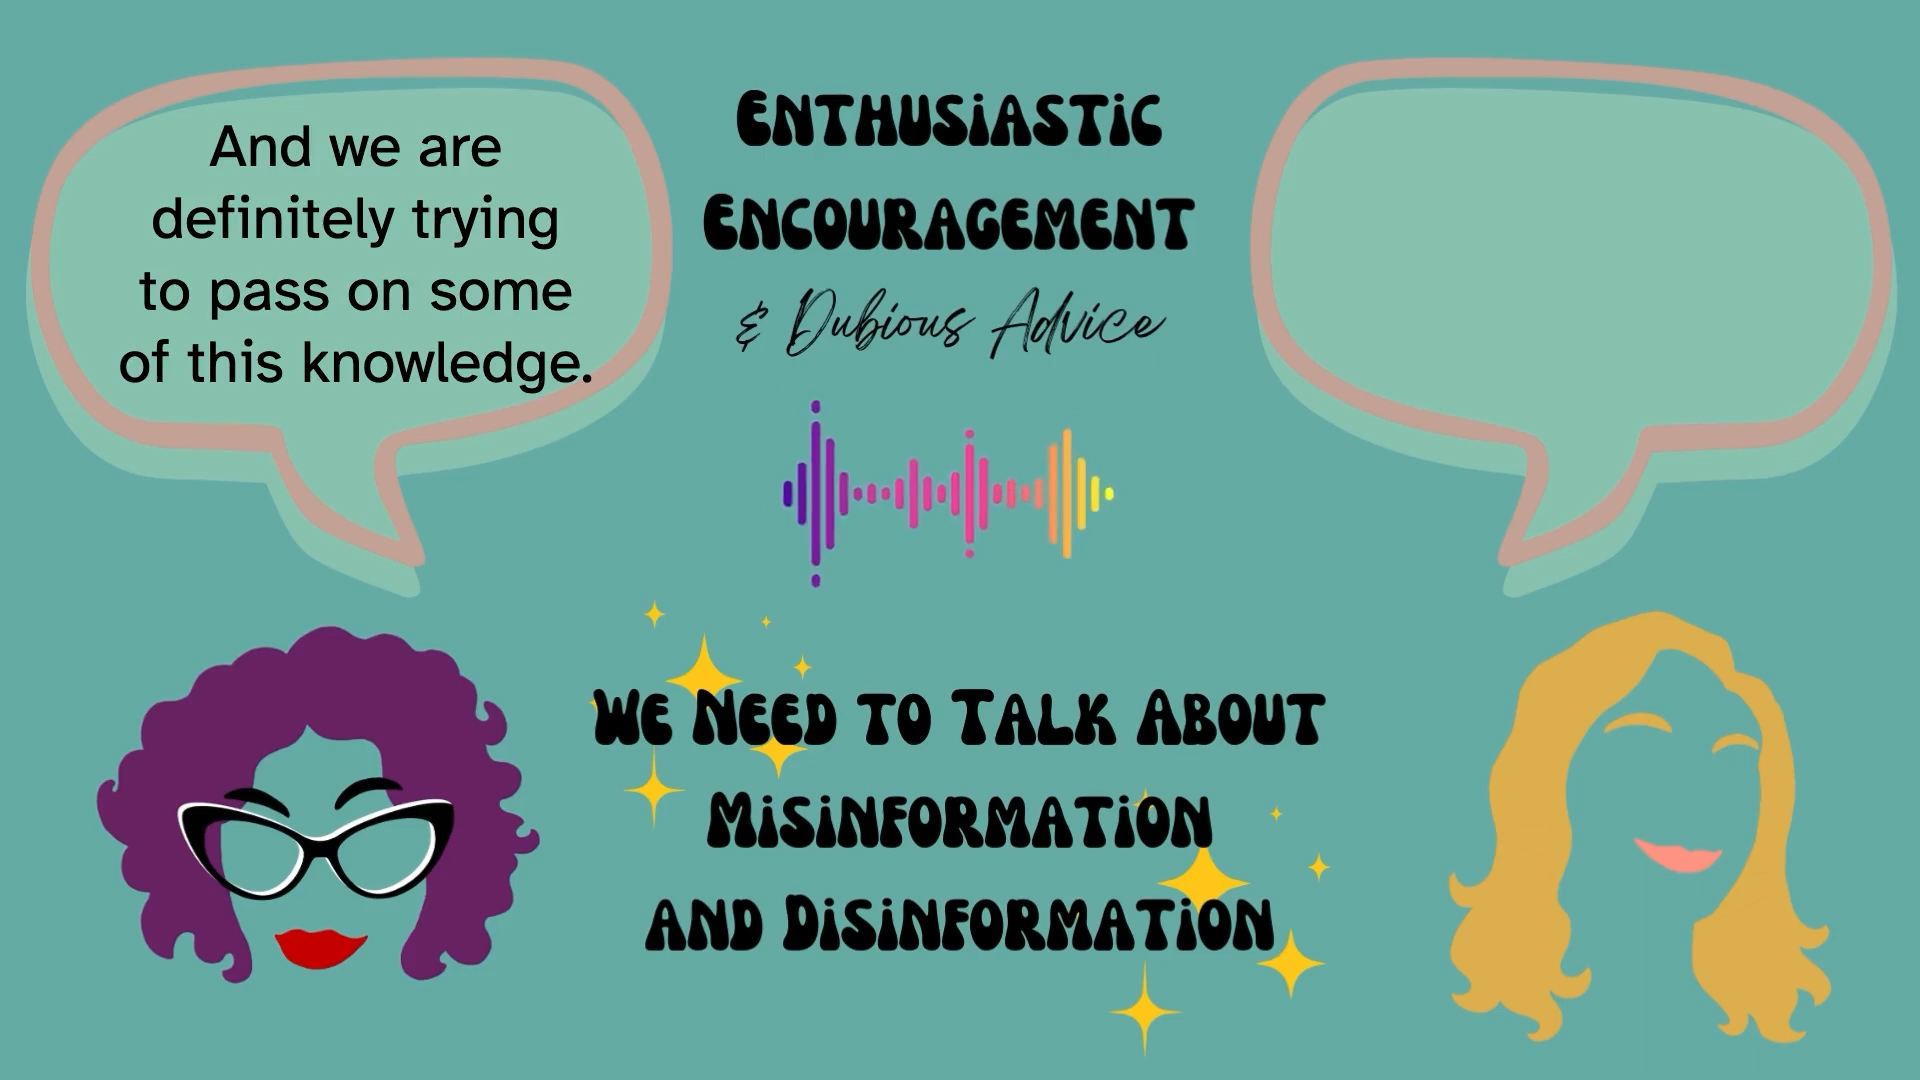 And we are
definitely trying
to pass on some
of this knowledge.
Enthusiastic
Encouragement
& Dubious Advice
We Need to Talk About
Misinformation
and Disinformation